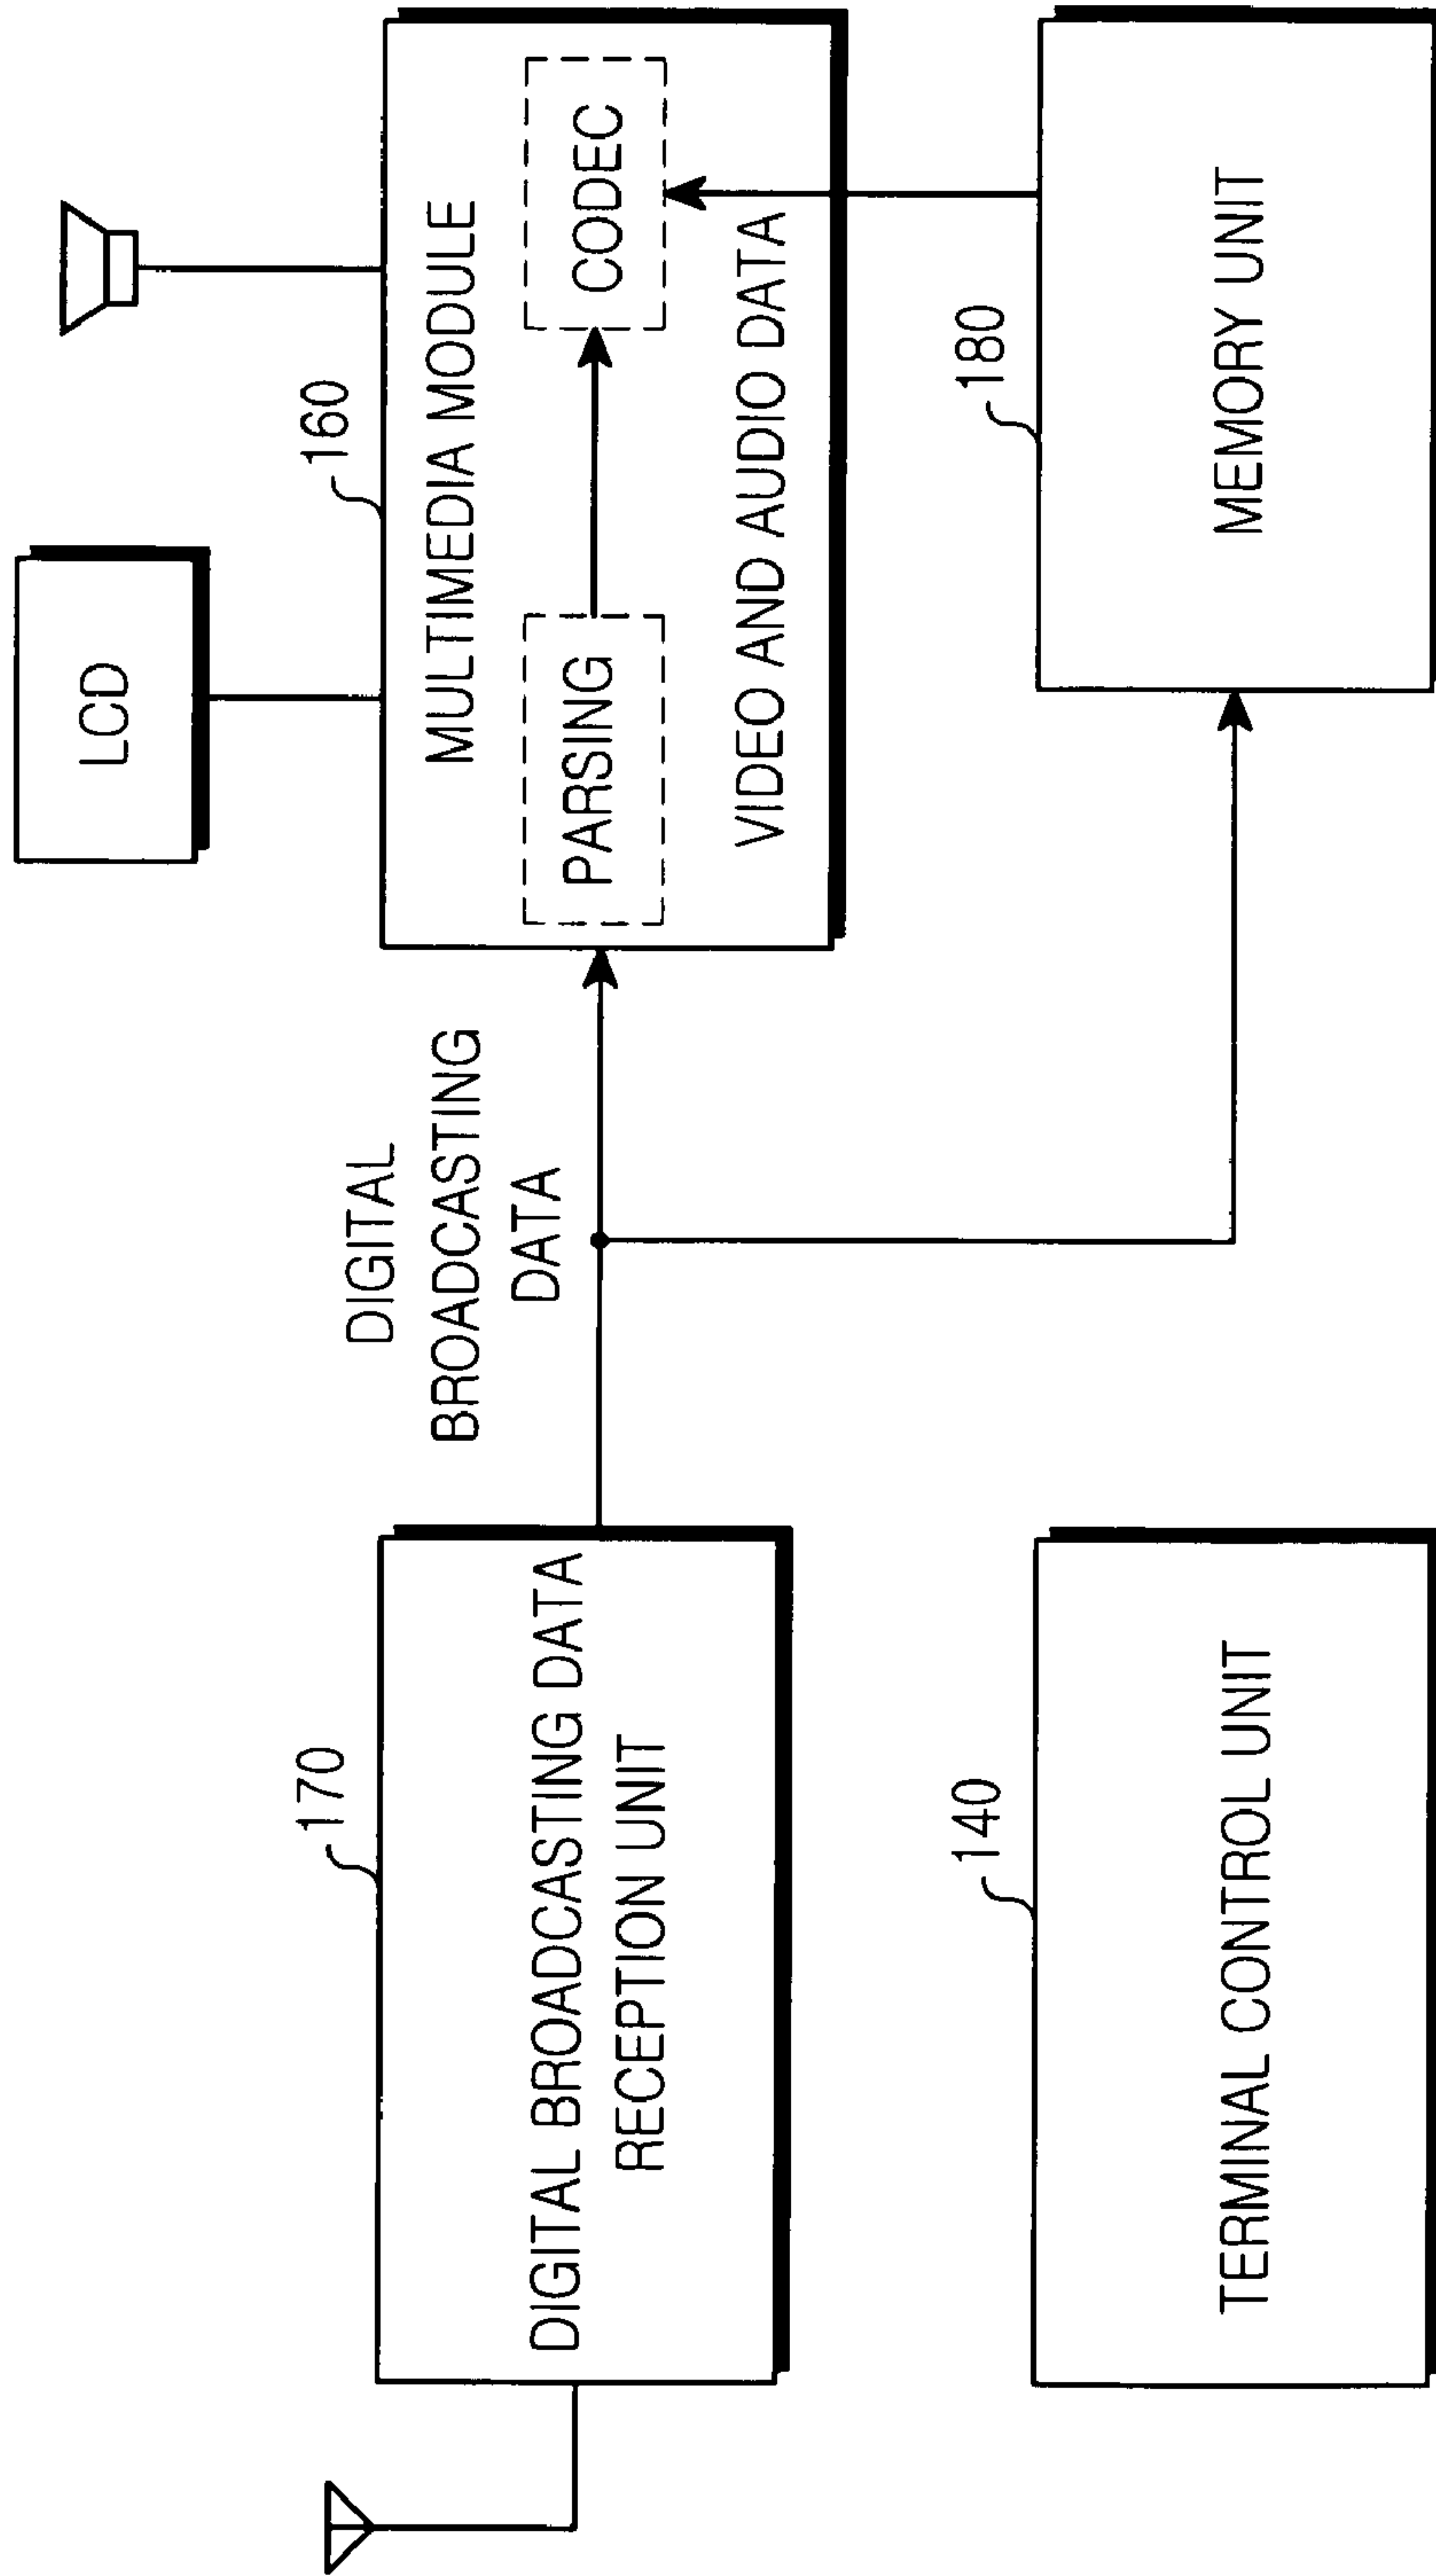 LCD
160
MULTIMEDIA MODULE
PARSING
CODEC
VIDEO AND AUDIO DATA
170
DIGITAL BROADCASTING DATA
RECEPTION UNIT
DIGITAL
BROADCASTING
DATA
140
TERMINAL CONTROL UNIT
180
MEMORY UNIT